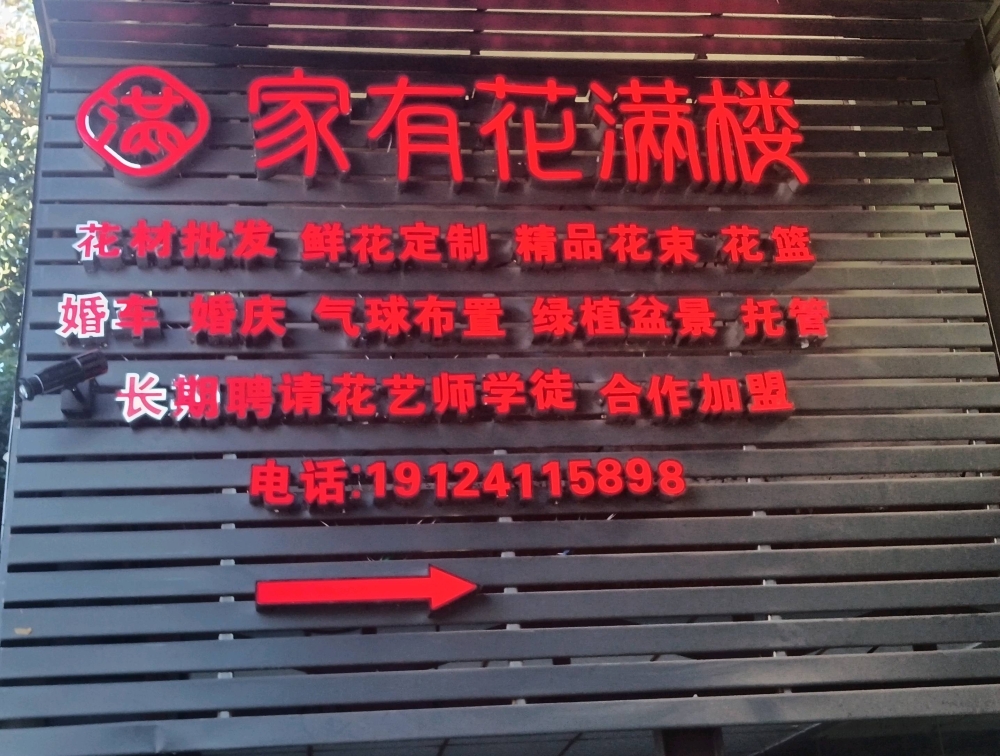 满 家有花满楼
花材批发 鲜花定制 精品花束 花篮
婚车 婚庆 气球布置 绿植盆景 托管
长期聘请花艺师学徒 合作加盟
电话:19124115898